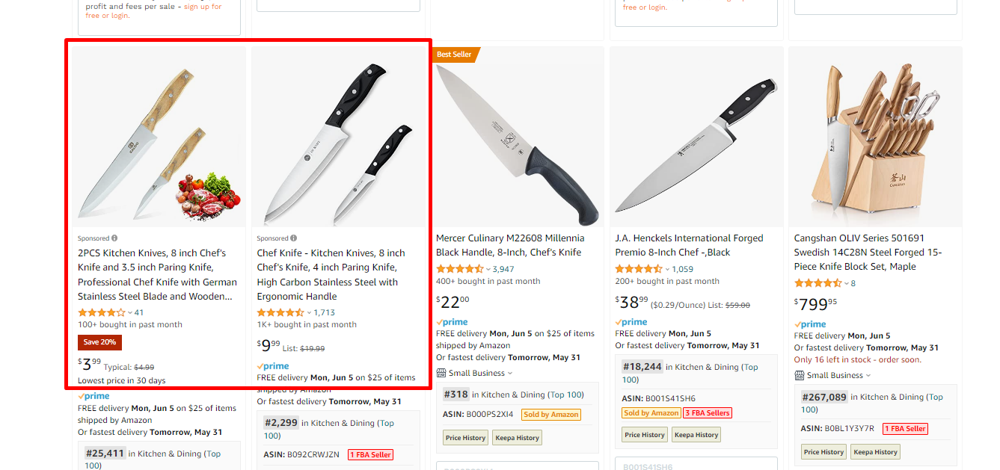 profit and fees per sale - sign up for
free or login.
free or login.
Best Seller
Sponsored
2PCS Kitchen Knives, 8 inch Chef's
Knife and 3.5 inch Paring Knife,
Professional Chef Knife with German
Stainless Steel Blade and Wooden...
41
100+ bought in past month
Save 20%
$3.99 Typical: $4.99
Lowest price in 30 days
prime
FREE delivery Mon, Jun 5 on $25 of items
shipped by Amazon
Or fastest delivery Tomorrow, May 31
#25,411 in Kitchen & Dining (Top
100)
Sponsored
Chef Knife - Kitchen Knives, 8 inch
Chef's Knife, 4 inch Paring Knife,
High Carbon Stainless Steel with
Ergonomic Handle
1,713
1K+ bought in past month
$9.99 List: $19.99
prime
FREE delivery Mon, Jun 5 on $25 of items
shipped by Amazon
Or fastest delivery Tomorrow, May 31
#2,299 in Kitchen & Dining (Top
100)
ASIN: B092CRWJZN 1 FBA Seller
Mercer Culinary M22608 Millennia
Black Handle, 8-Inch, Chef's Knife
3,947
400+ bought in past month
$22.00
prime
FREE delivery Mon, Jun 5 on $25 of items
shipped by Amazon
Or fastest delivery Tomorrow, May 31
Small Business
#318 in Kitchen & Dining (Top 100)
ASIN: B000PS2XI4 Sold by Amazon
Price History Keepa History
J.A. Henckels International Forged
Premio 8-Inch Chef -,Black
1,059
200+ bought in past month
$38.99 ($0.29/Ounce) List: $59.00
prime
FREE delivery Mon, Jun 5
Or fastest delivery Tomorrow, May 31
#18,244 in Kitchen & Dining (Top
100)
ASIN: B001S41SH6
Sold by Amazon 3 FBA Sellers
Price History Keepa History
B001S41SH6
蒼山
CANGSHAN
Cangshan OLIV Series 501691
Swedish 14C28N Steel Forged 15-
Piece Knife Block Set, Maple
8
$799.95
prime
FREE delivery Mon, Jun 5
Or fastest delivery Tomorrow, May 31
Only 16 left in stock - order soon.
Small Business
#267,089 in Kitchen & Dining (Top
100)
ASIN: B0BL1Y3Y7R 1 FBA Seller
Price History Keepa History